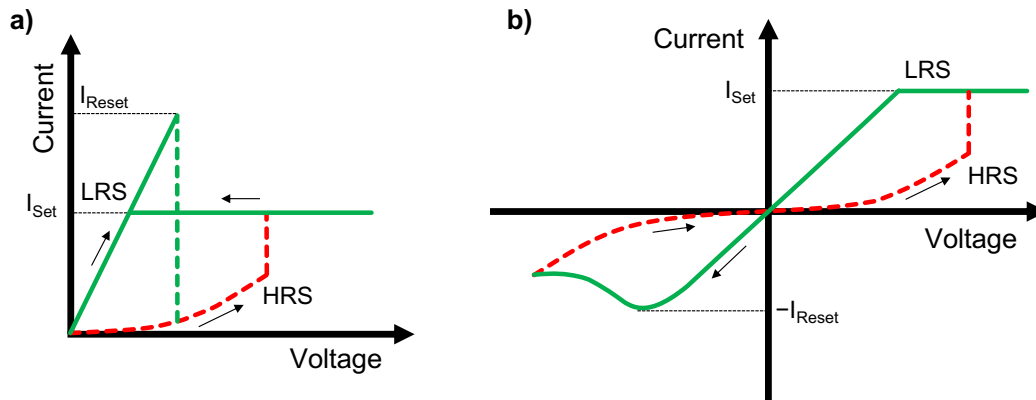 a)
Current
I_Reset
LRS
I_Set
HRS
Voltage
b)
Current
LRS
I_Set
HRS
Voltage
−I_Reset